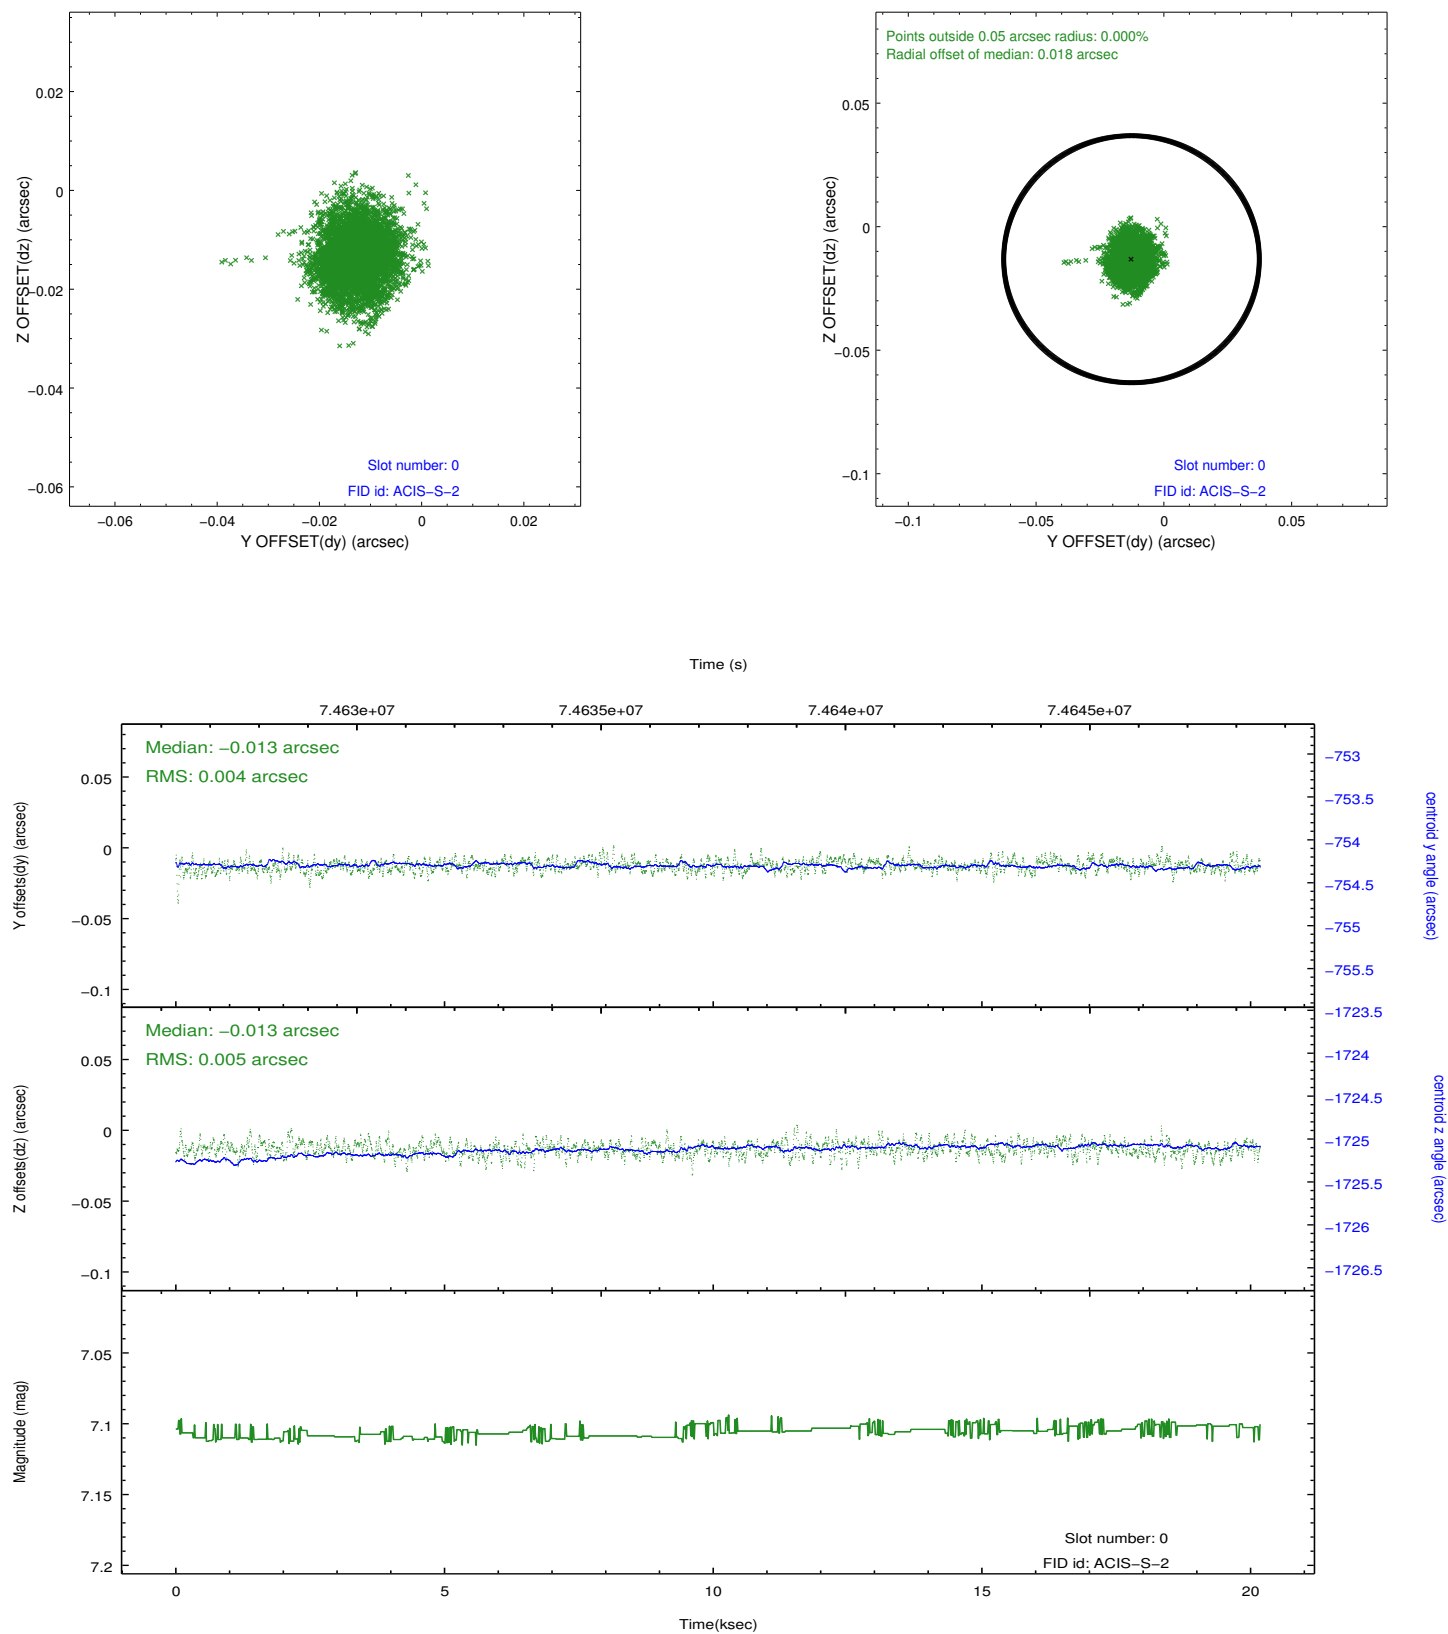 0.02
0
−0.02
−0.04
−0.06
Z OFFSET(dz) (arcsec)
Slot number: 0
FID id: ACIS−S−2
−0.06
−0.04
−0.02
0
0.02
Y OFFSET(dy) (arcsec)
Points outside 0.05 arcsec radius: 0.000%
Radial offset of median: 0.018 arcsec
0.05
0
−0.05
−0.1
Z OFFSET(dz) (arcsec)
Slot number: 0
FID id: ACIS−S−2
−0.1
−0.05
0
0.05
Y OFFSET(dy) (arcsec)
Time (s)
7.463e+07
7.4635e+07
7.464e+07
7.4645e+07
Median: −0.013 arcsec
RMS: 0.004 arcsec
0.05
0
−0.05
−0.1
Y offsets(dy) (arcsec)
−753
−753.5
−754
−754.5
−755
−755.5
centroid y angle (arcsec)
Median: −0.013 arcsec
RMS: 0.005 arcsec
0.05
0
−0.05
−0.1
Z offsets(dz) (arcsec)
−1723.5
−1724
−1724.5
−1725
−1725.5
−1726
−1726.5
centroid z angle (arcsec)
7.05
7.1
7.15
7.2
Magnitude (mag)
Slot number: 0
FID id: ACIS−S−2
0
5
10
15
20
Time(ksec)